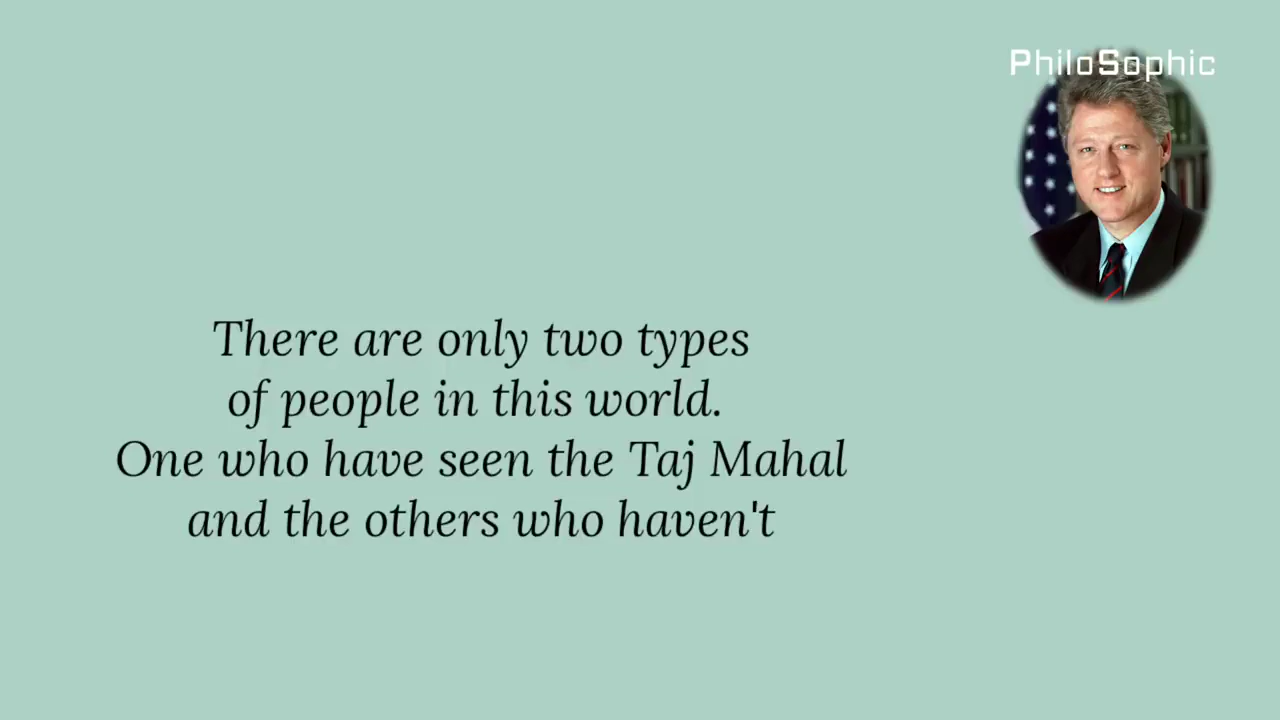 PhiloSophic
There are only two types
of people in this world.
One who have seen the Taj Mahal
and the others who haven't